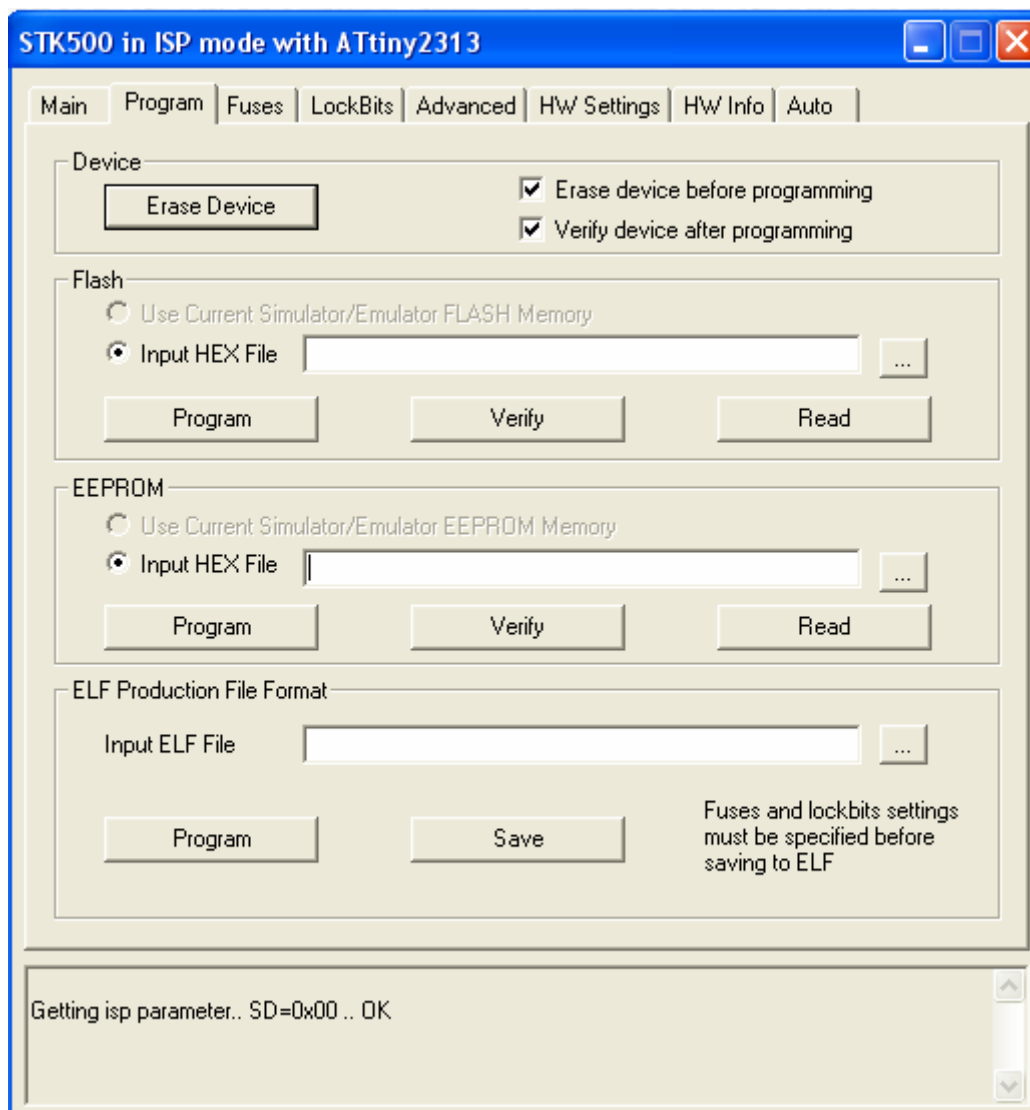 STK500 in ISP mode with ATtiny2313
Main Program Fuses LockBits Advanced HW Settings HW Info Auto
Device
Erase Device
Erase device before programming
Verify device after programming
Flash
Use Current Simulator/Emulator FLASH Memory
Input HEX File ...
Program Verify Read
EEPROM
Use Current Simulator/Emulator EEPROM Memory
Input HEX File ...
Program Verify Read
ELF Production File Format
Input ELF File ...
Program Save
Fuses and lockbits settings
must be specified before
saving to ELF
Getting isp parameter.. SD=0x00 .. OK